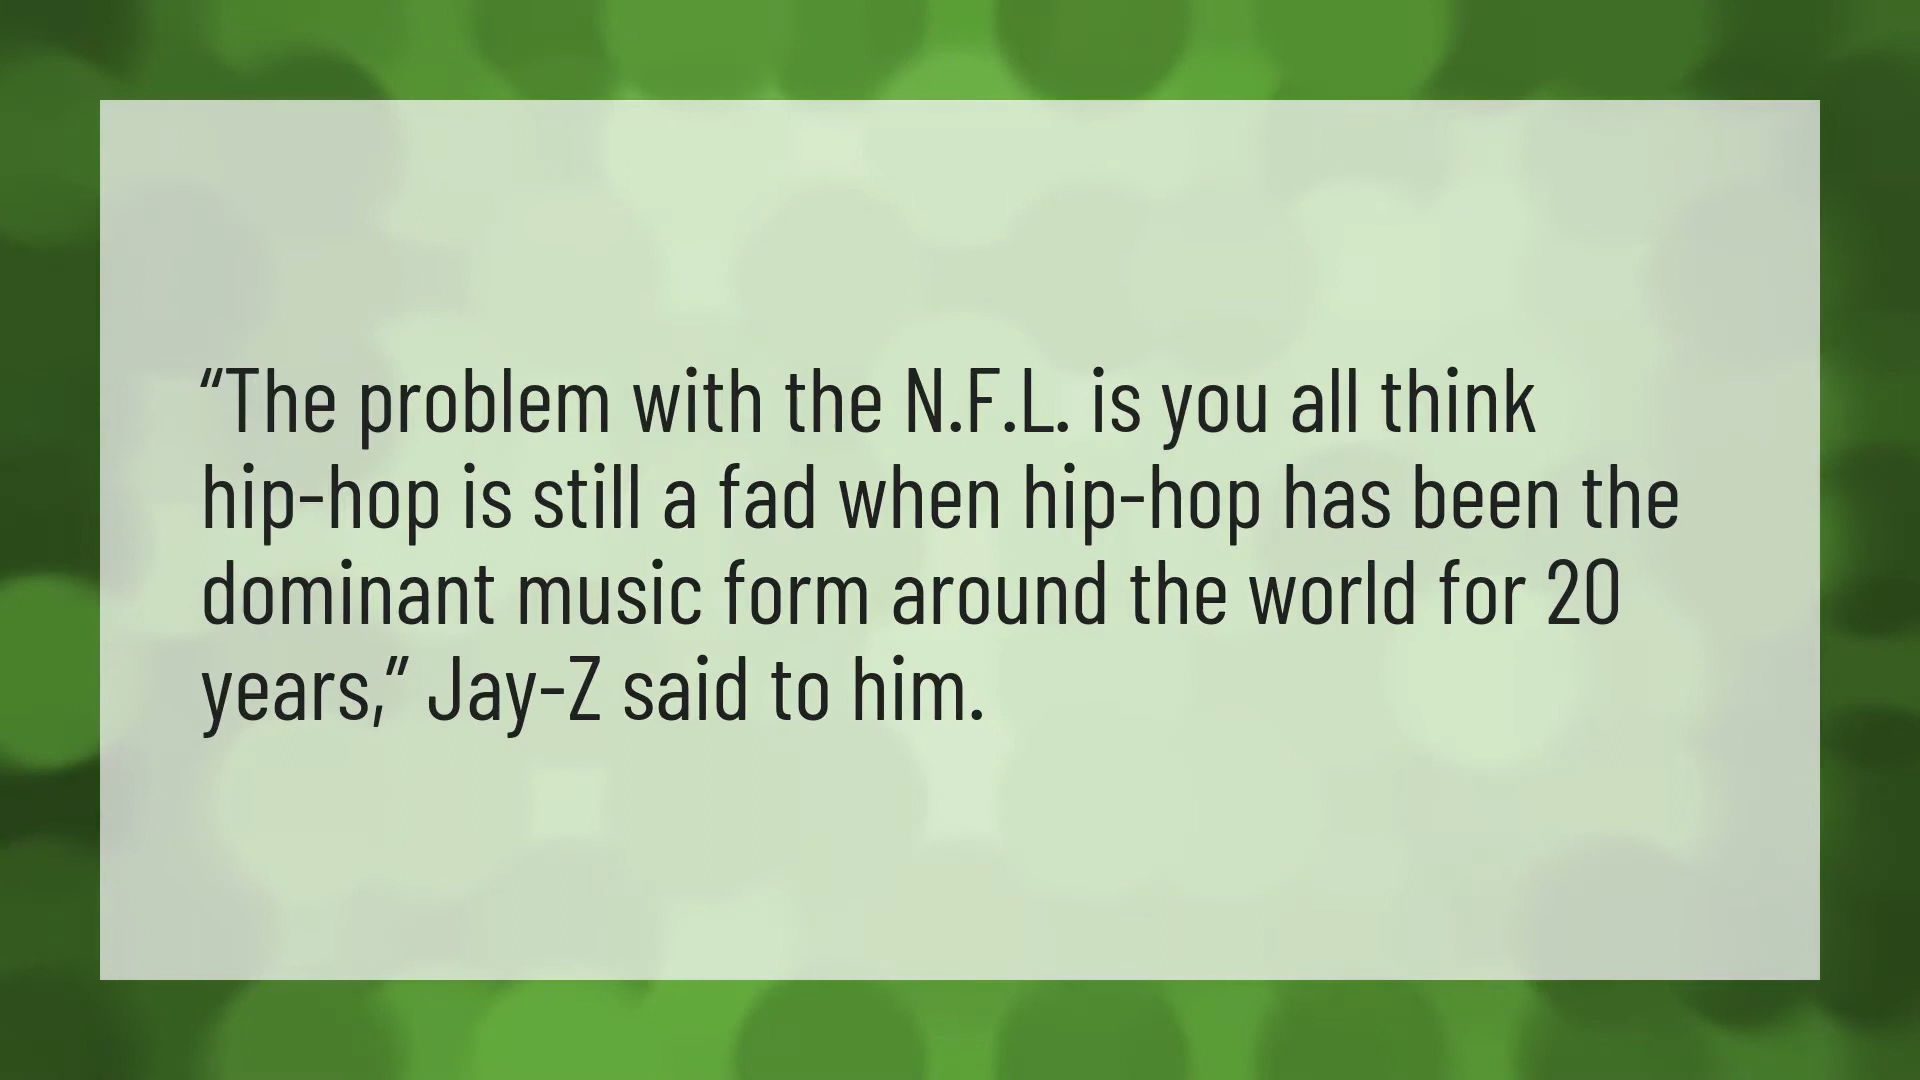 “The problem with the N.F.L. is you all think
hip-hop is still a fad when hip-hop has been the
dominant music form around the world for 20
years,” Jay-Z said to him.